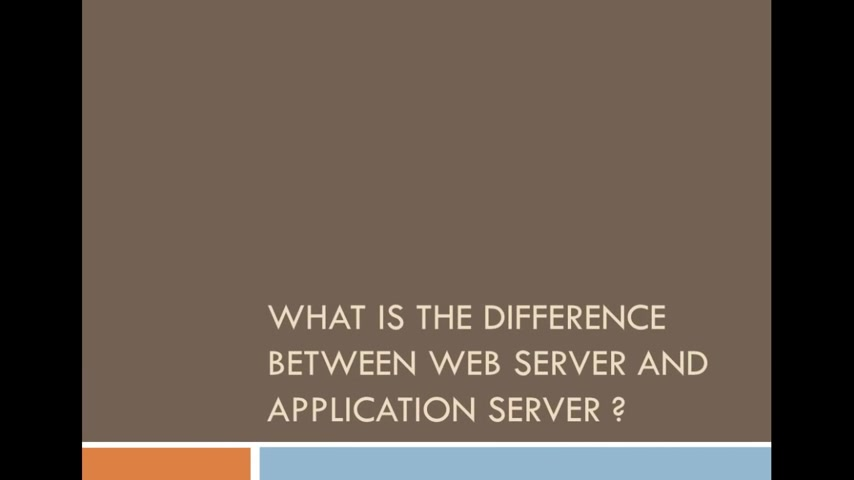 WHAT IS THE DIFFERENCE
BETWEEN WEB SERVER AND
APPLICATION SERVER ?